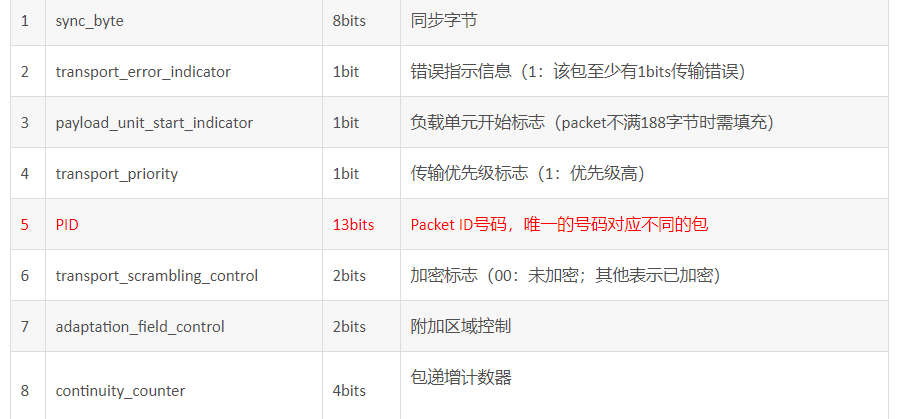 1 sync_byte 8bits 同步字节
2 transport_error_indicator 1bit 错误指示信息（1：该包至少有1bits传输错误）
3 payload_unit_start_indicator 1bit 负载单元开始标志（packet不满188字节时需填充）
4 transport_priority 1bit 传输优先级标志（1：优先级高）
5 PID 13bits Packet ID号码，唯一的号码对应不同的包
6 transport_scrambling_control 2bits 加密标志（00：未加密；其他表示已加密）
7 adaptation_field_control 2bits 附加区域控制
8 continuity_counter 4bits 包递增计数器